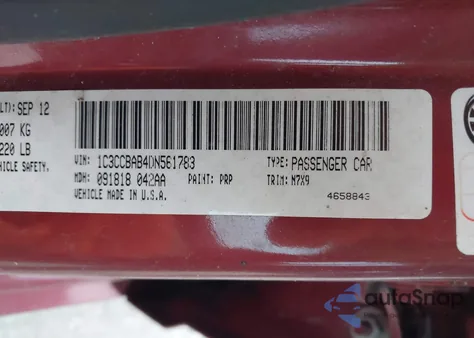 LT): SEP 12
007 KG
220 LB
EHICLE SAFETY.
VIN: 1C3CCBAB4DN561783
TYPE: PASSENGER CAR
MDH: 091818 042AA
PAINT: PRP
TRIM: N7X9
VEHICLE MADE IN U.S.A.
4658843
autoSnap